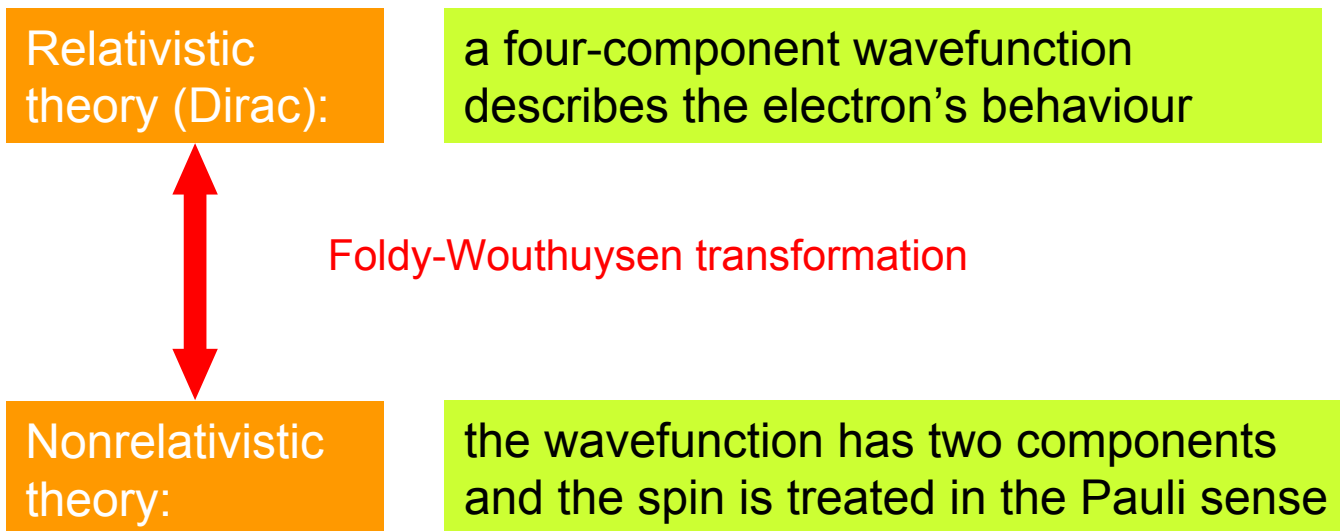 Relativistic
theory (Dirac):
a four-component wavefunction
describes the electron’s behaviour
Foldy-Wouthuysen transformation
Nonrelativistic
theory:
the wavefunction has two components
and the spin is treated in the Pauli sense